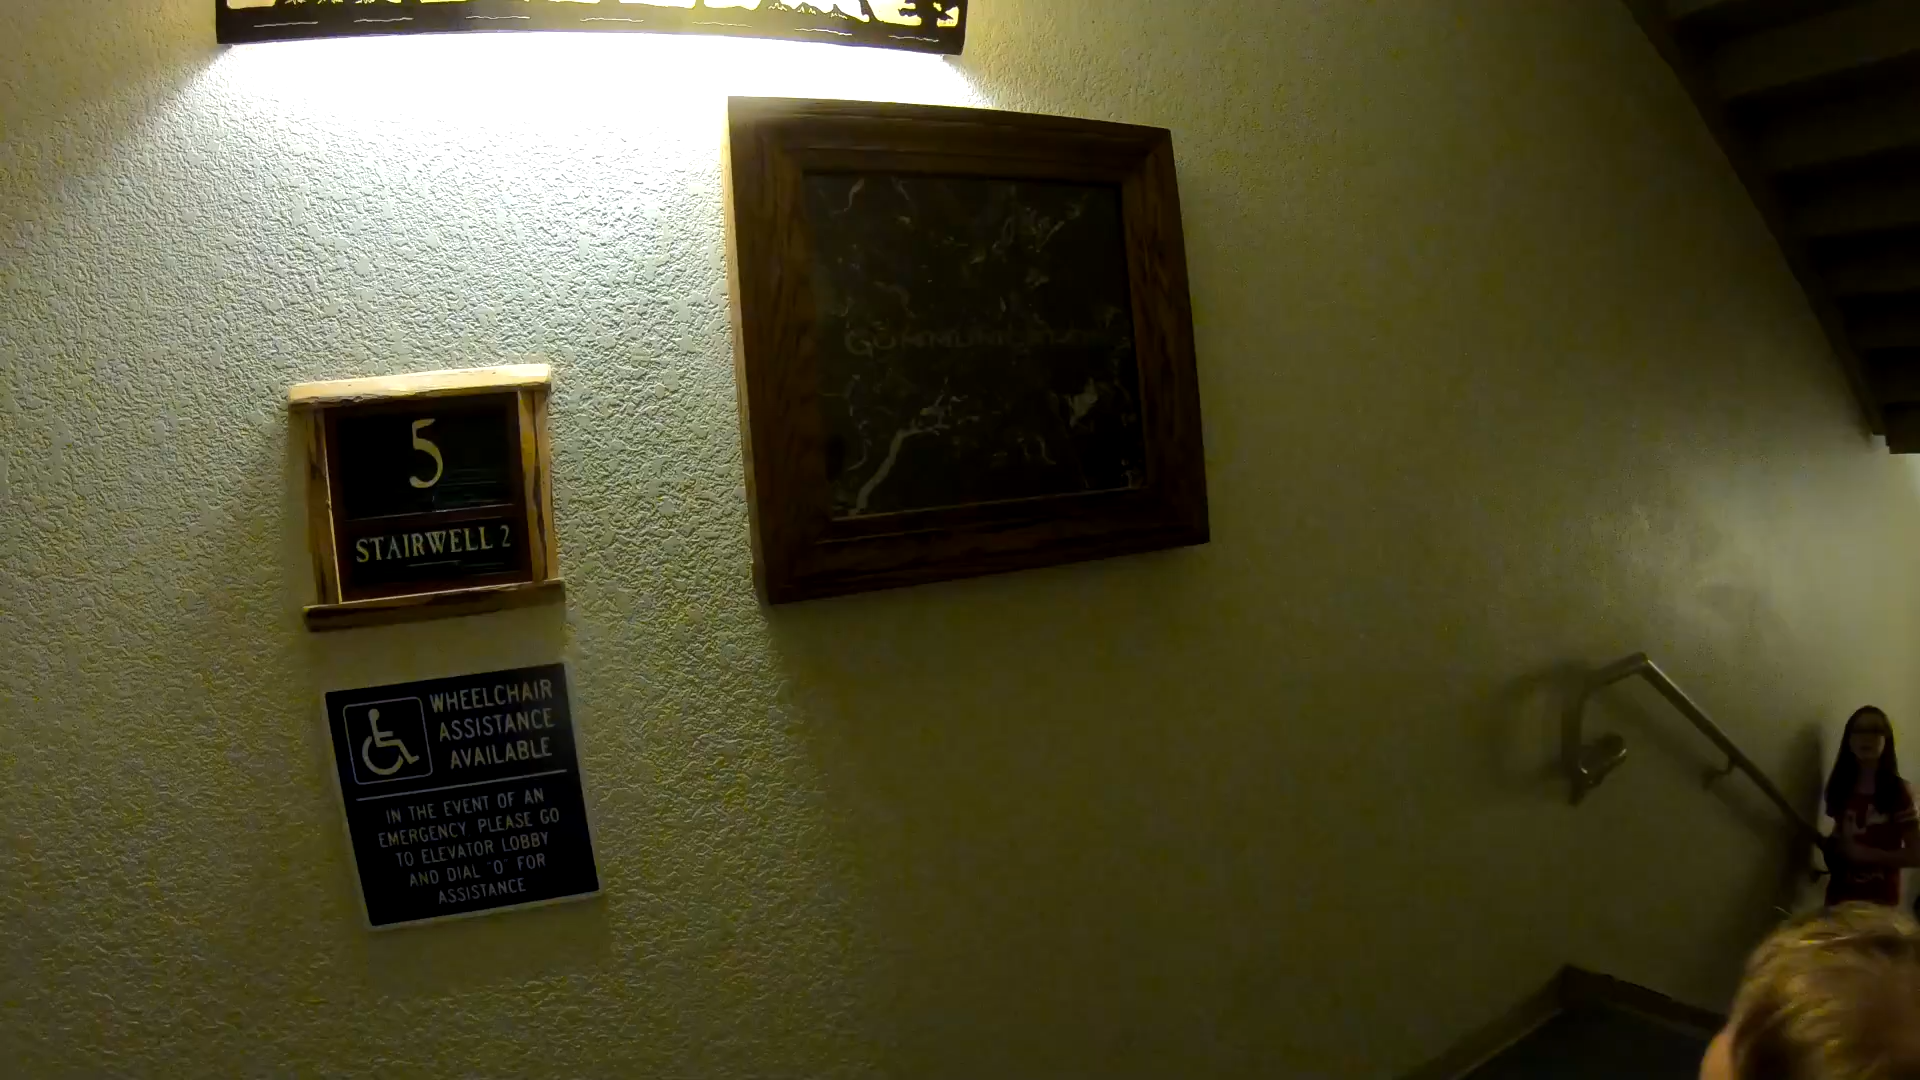 5
STAIRWELL 2
WHEELCHAIR
ASSISTANCE
AVAILABLE
IN THE EVENT OF AN
EMERGENCY PLEASE GO
TO ELEVATOR LOBBY
AND DIAL "0" FOR
ASSISTANCE